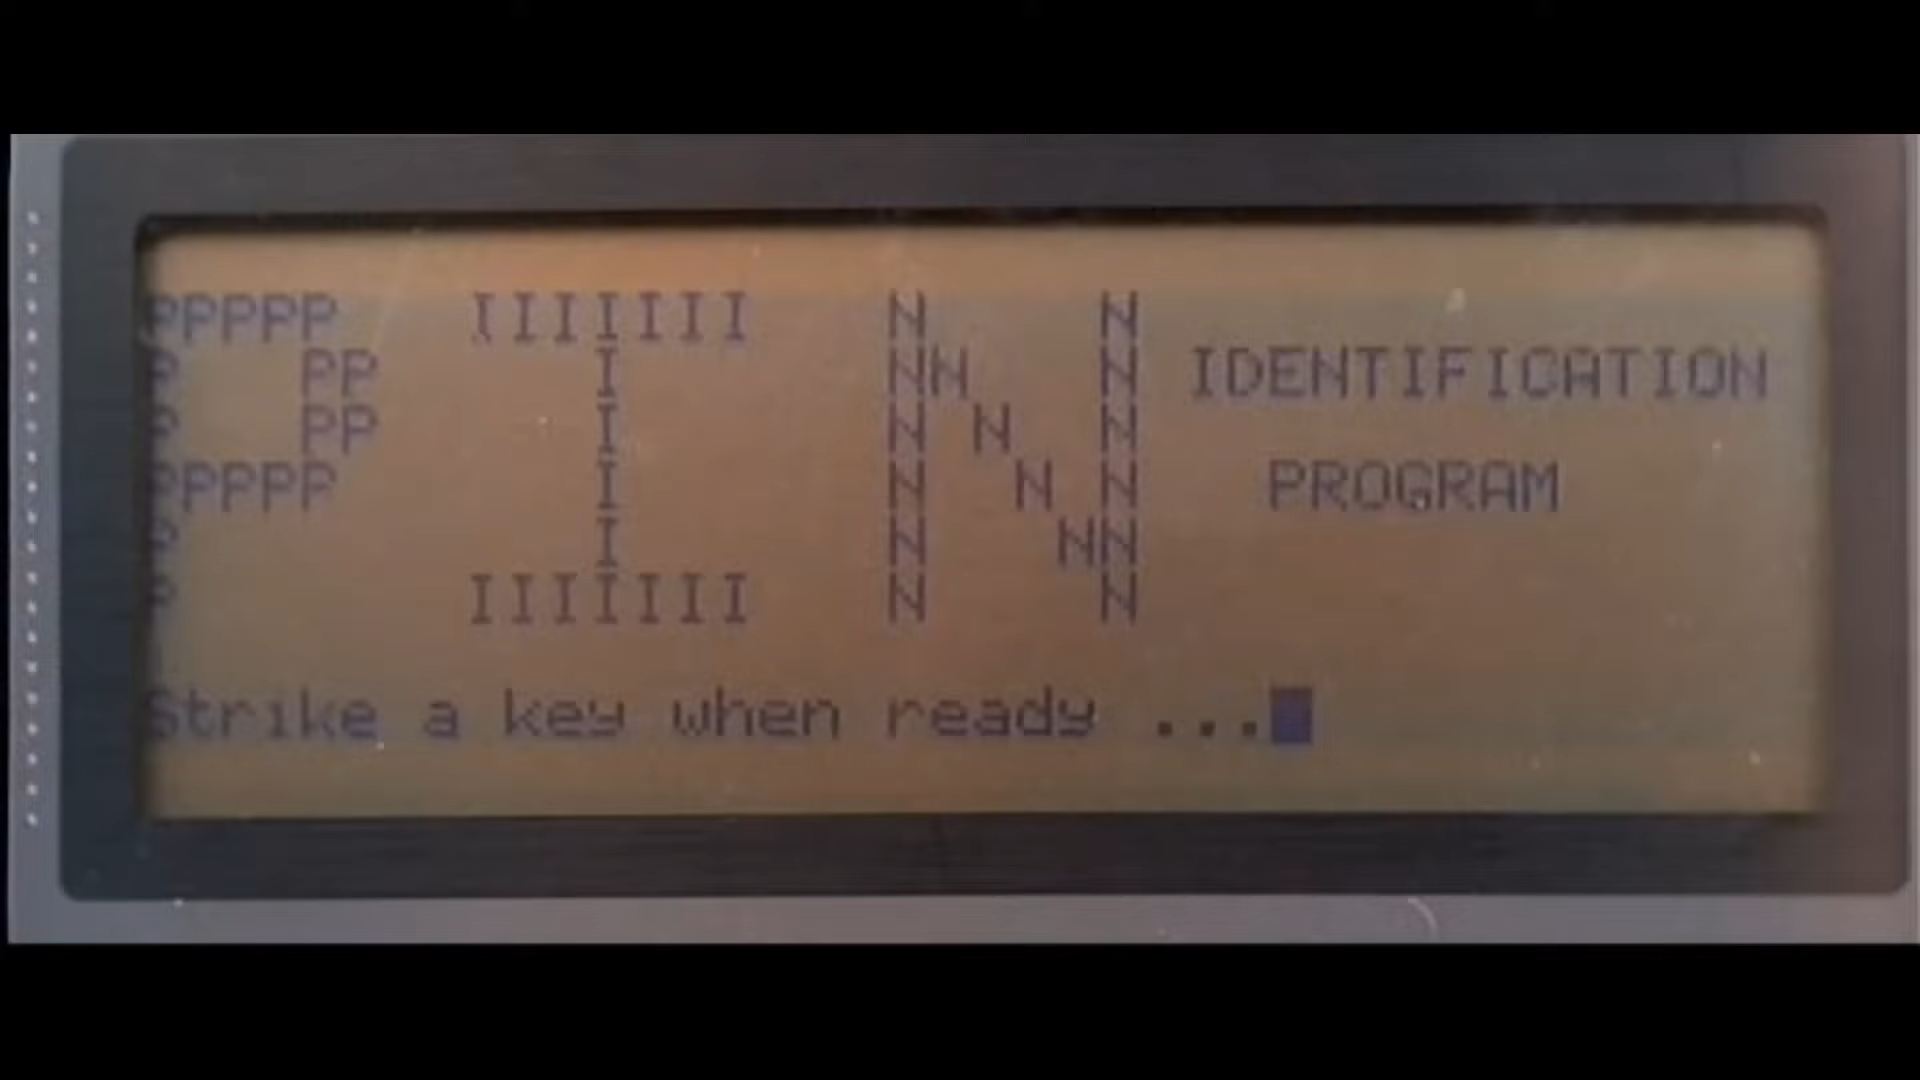 PPPPP   IIIIIII   N    N
P   PP     I      NN   N IDENTIFICATION
P   PP     I      N N  N
PPPPP      I      N  N N   PROGRAM
P          I      N   NN
P       IIIIIII   N    N
Strike a key when ready ...